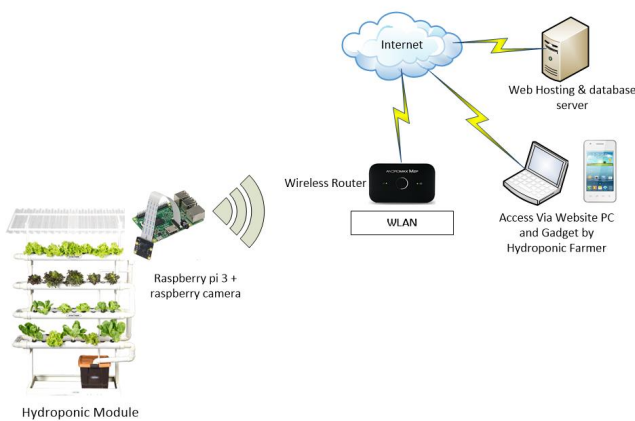 Internet
Web Hosting & database
server
Wireless Router
WLAN
Access Via Website PC
and Gadget by
Hydroponic Farmer
Raspberry pi 3 +
raspberry camera
Hydroponic Module